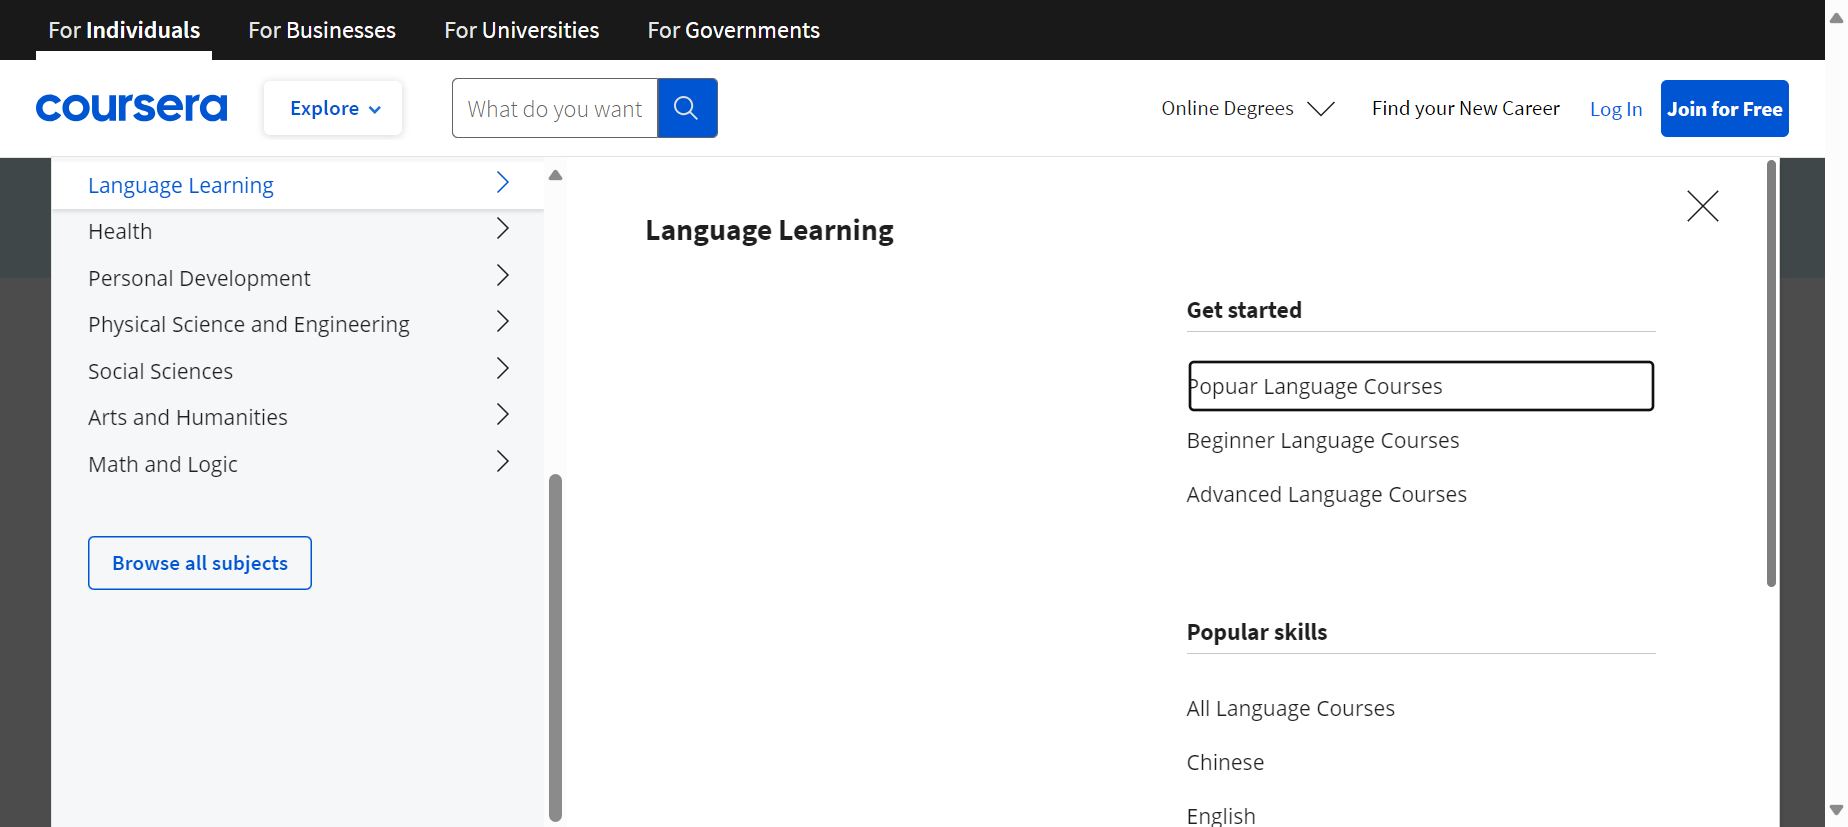 For Individuals
For Businesses
For Universities
For Governments
coursera
Explore
What do you want
Online Degrees
Find your New Career
Log In
Join for Free
Language Learning
Health
Personal Development
Physical Science and Engineering
Social Sciences
Arts and Humanities
Math and Logic
Browse all subjects
Language Learning
Get started
Popuar Language Courses
Beginner Language Courses
Advanced Language Courses
Popular skills
All Language Courses
Chinese
English